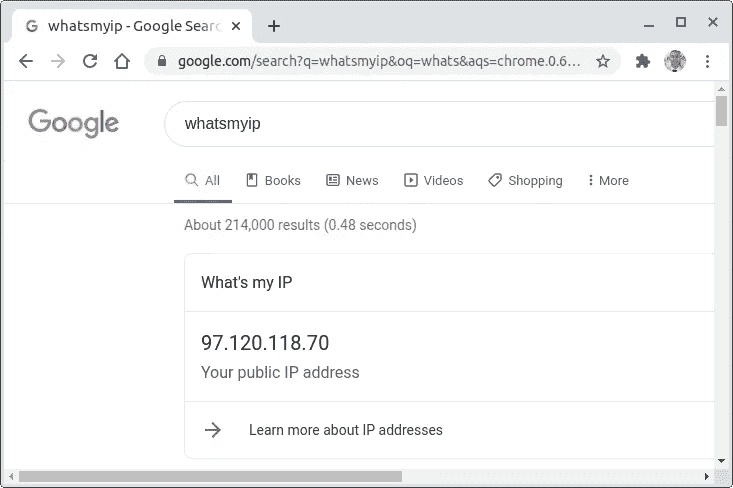 G whatsmyip - Google Searc
google.com/search?q=whatsmyip&oq=whats&aqs=chrome.0.6...
Google
whatsmyip
All Books News Videos Shopping More
About 214,000 results (0.48 seconds)
What's my IP
97.120.118.70
Your public IP address
Learn more about IP addresses